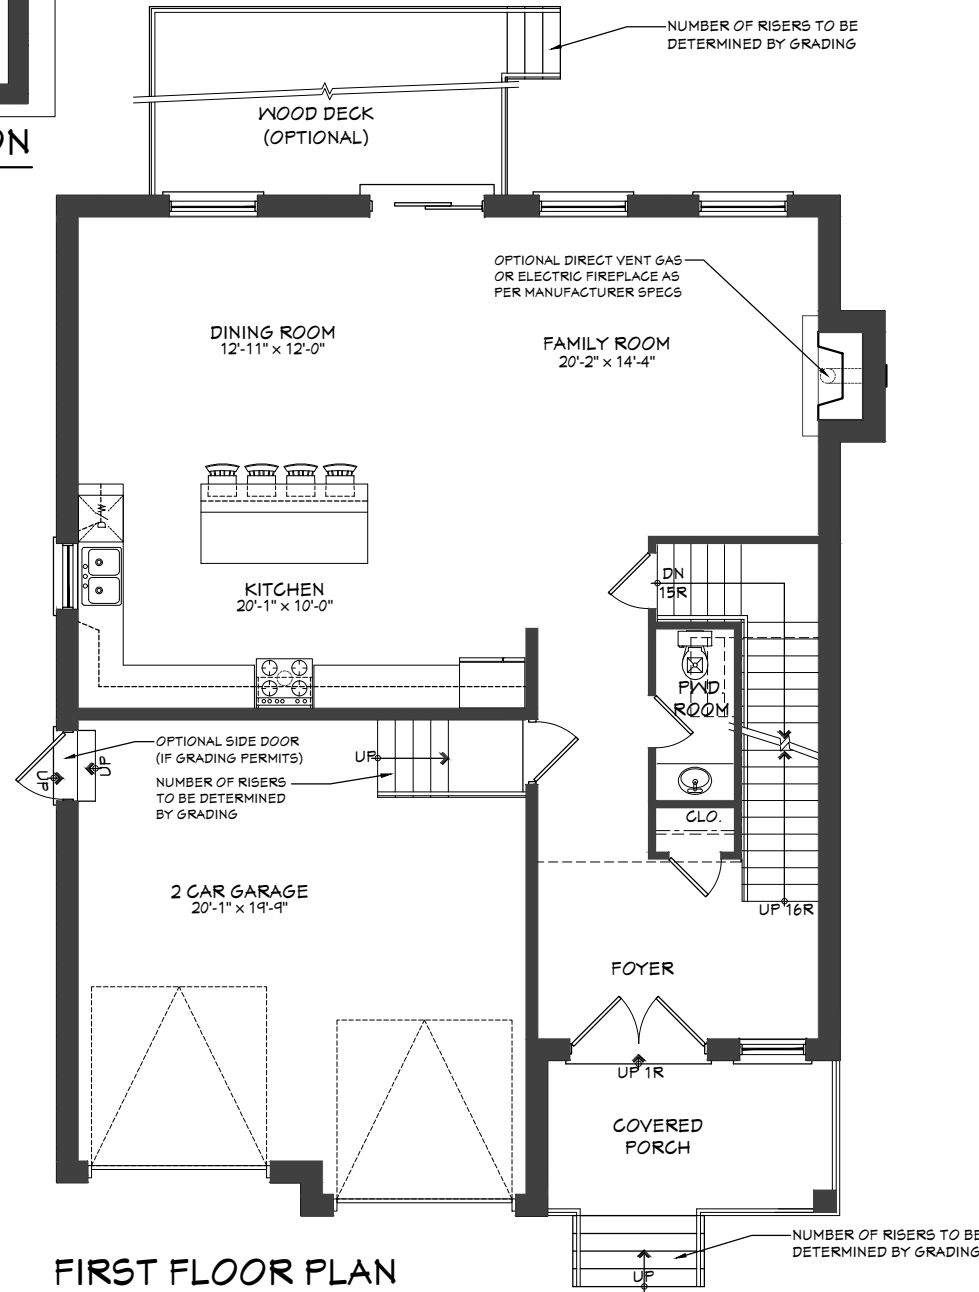 NUMBER OF RISERS TO BE
DETERMINED BY GRADING
WOOD DECK
(OPTIONAL)
ON
OPTIONAL DIRECT VENT GAS
OR ELECTRIC FIREPLACE AS
PER MANUFACTURER SPECS
DINING ROOM
12'-11" x 12'-0"
FAMILY ROOM
20'-2" x 14'-4"
D-W
KITCHEN
20'-1" x 10'-0"
DN
15R
PWD
ROOM
OPTIONAL SIDE DOOR
(IF GRADING PERMITS)
UP
UP
UP
NUMBER OF RISERS
TO BE DETERMINED
BY GRADING
CLO.
2 CAR GARAGE
20'-1" x 19'-9"
UP 16R
FOYER
UP 1R
COVERED
PORCH
NUMBER OF RISERS TO BE
DETERMINED BY GRADING
UP
FIRST FLOOR PLAN